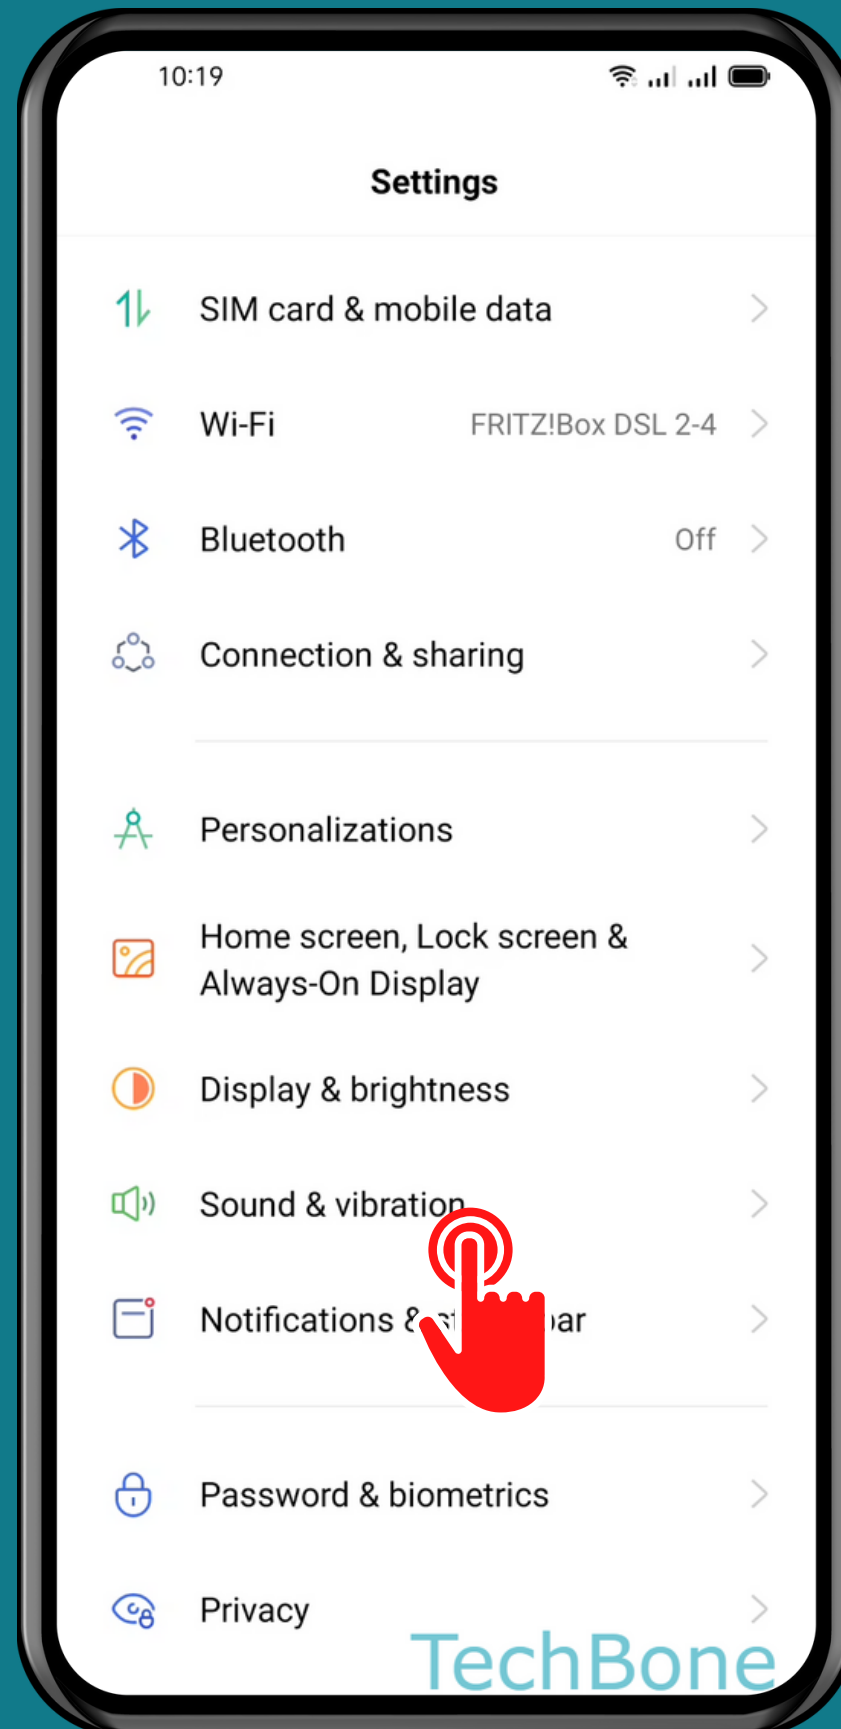 10:19
Settings
SIM card & mobile data
Wi-Fi FRITZ!Box DSL 2-4
Bluetooth Off
Connection & sharing
Personalizations
Home screen, Lock screen &
Always-On Display
Display & brightness
Sound & vibration
Notifications &
Password & biometrics
Privacy
TechBone